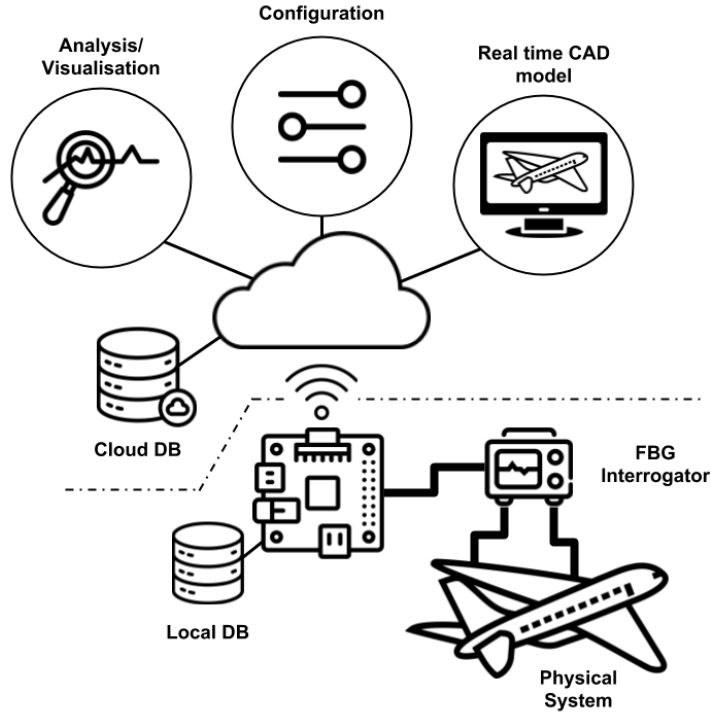 Configuration
Analysis/
Visualisation
Real time CAD
model
Cloud DB
FBG
Interrogator
Local DB
Physical
System